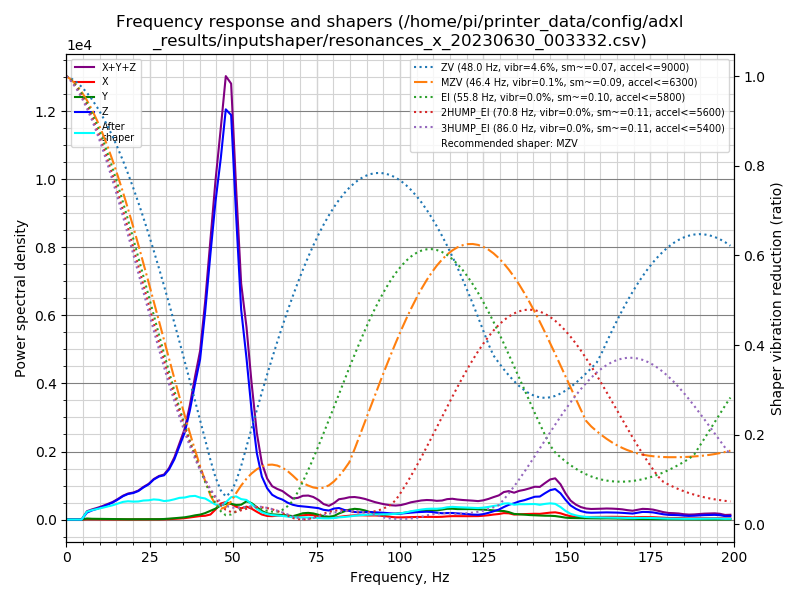 Frequency response and shapers (/home/pi/printer_data/config/adxl
_results/inputshaper/resonances_x_20230630_003332.csv)
1e4
X+Y+Z
X
Y
Z
After
shaper
ZV (48.0 Hz, vibr=4.6%, sm~=0.07, accel<=9000)
MZV (46.4 Hz, vibr=0.1%, sm~=0.09, accel<=6300)
EI (55.8 Hz, vibr=0.0%, sm~=0.10, accel<=5800)
2HUMP_EI (70.8 Hz, vibr=0.0%, sm~=0.11, accel<=5600)
3HUMP_EI (86.0 Hz, vibr=0.0%, sm~=0.11, accel<=5400)
Recommended shaper: MZV
Power spectral density
1.2
1.0
0.8
0.6
0.4
0.2
0.0
1.0
0.8
0.6
0.4
0.2
0.0
Shaper vibration reduction (ratio)
0 25 50 75 100 125 150 175 200
Frequency, Hz